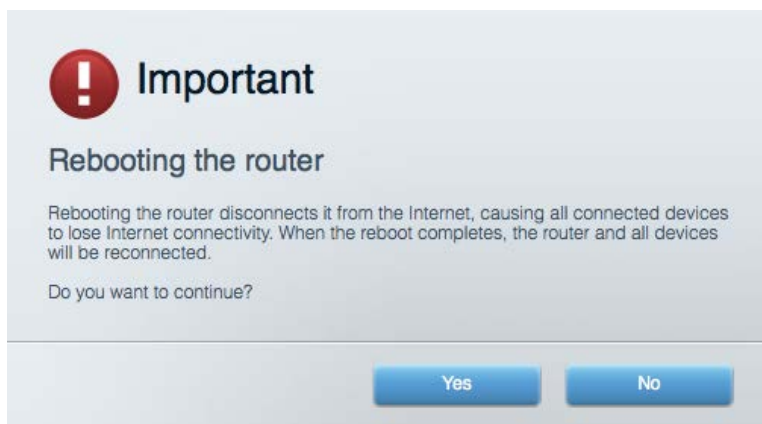 Important
Rebooting the router
Rebooting the router disconnects it from the Internet, causing all connected devices
to lose Internet connectivity. When the reboot completes, the router and all devices
will be reconnected.
Do you want to continue?
Yes No